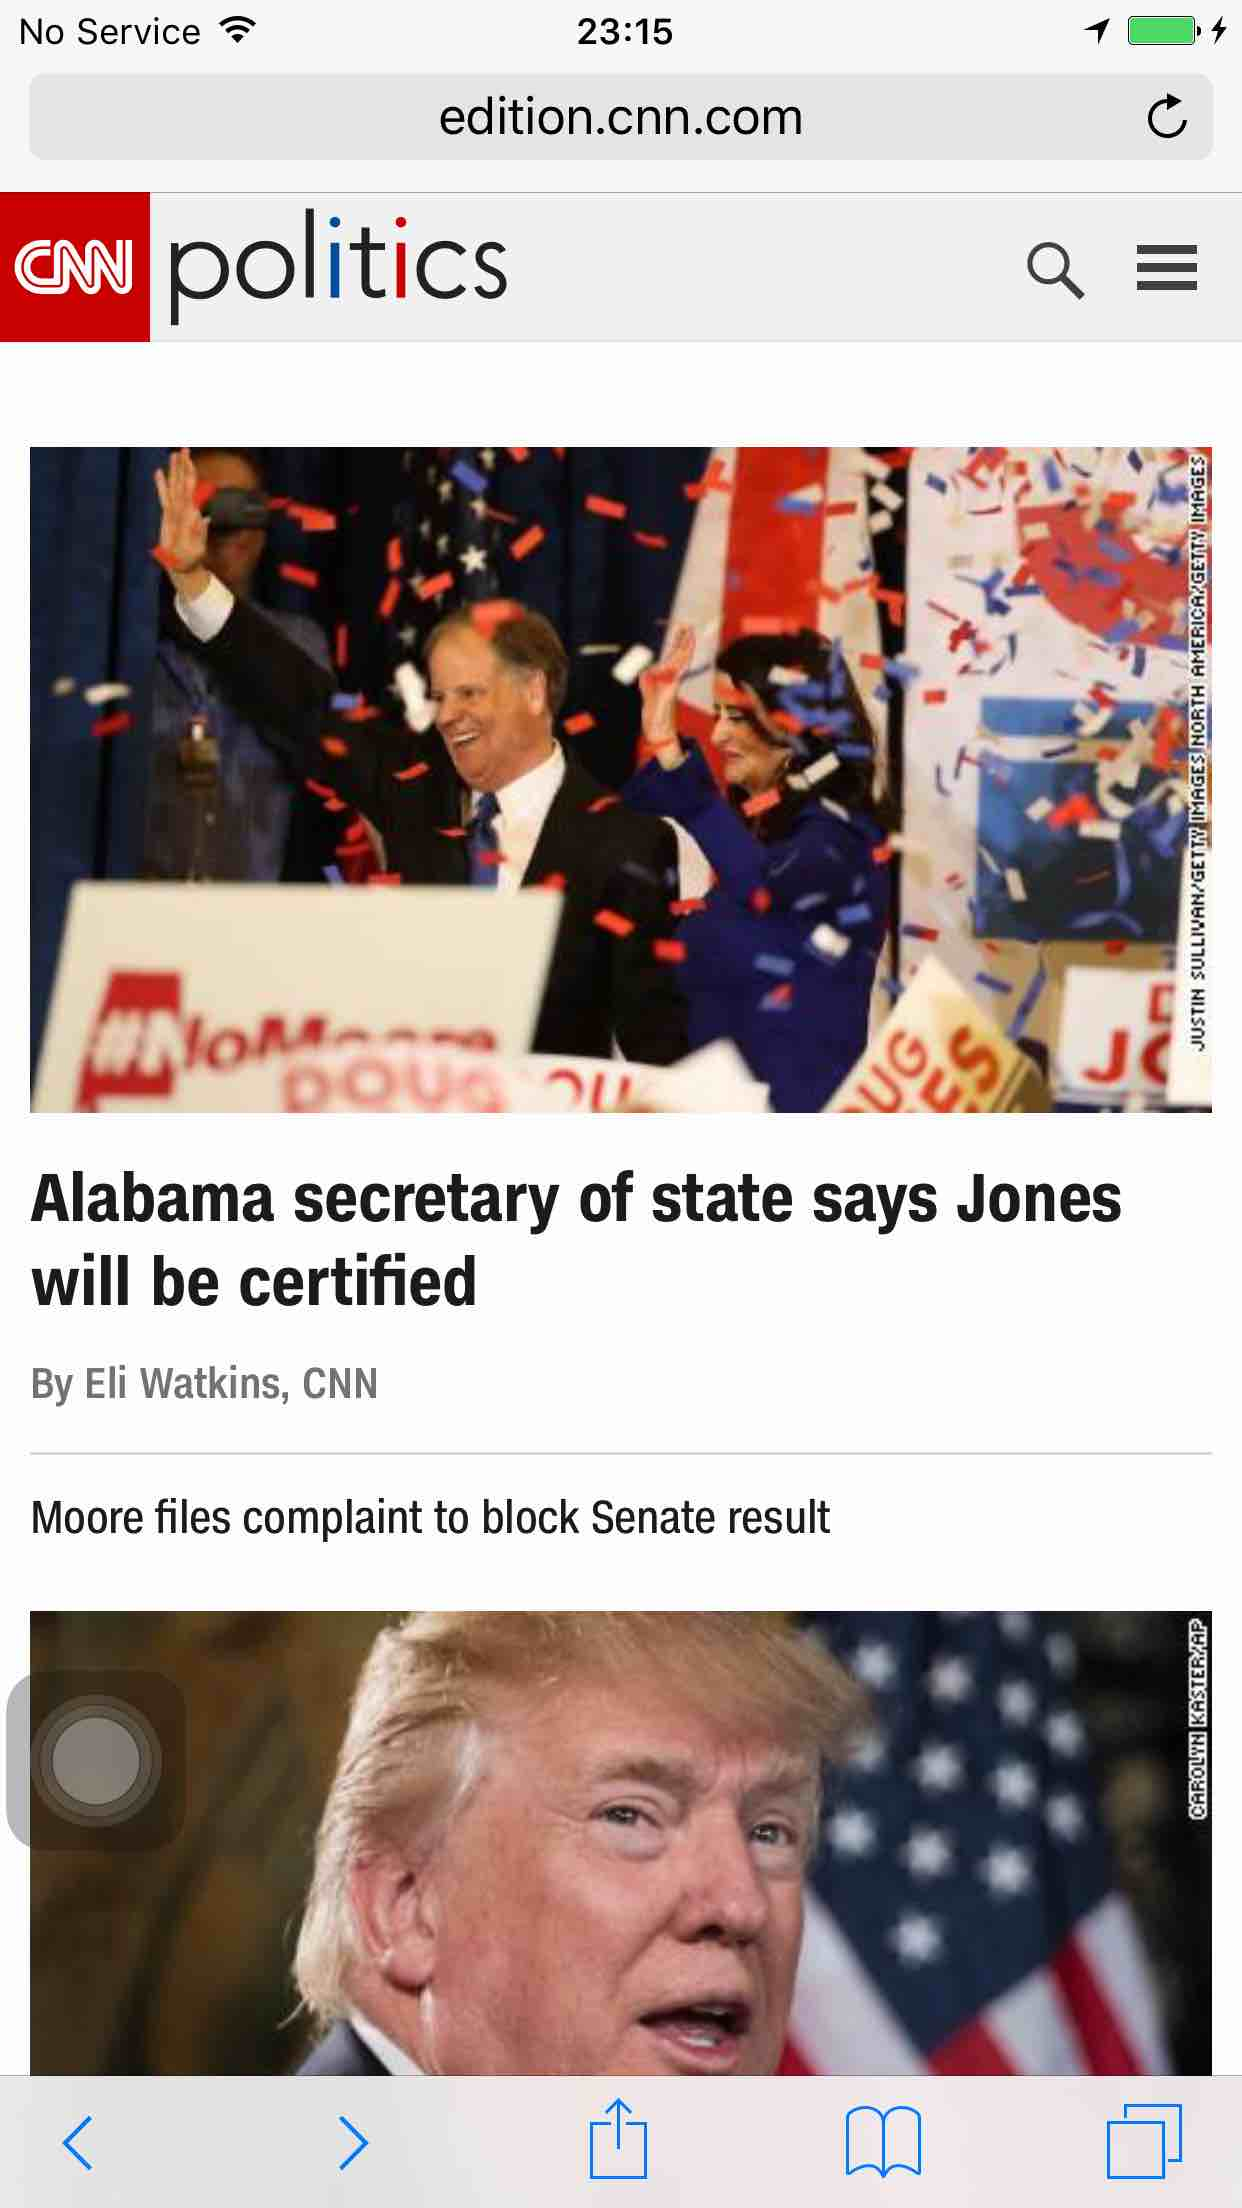 No Service
23:15
edition.cnn.com
CNN politics
JUSTIN SULLIVAN/GETTY IMAGES NORTH AMERICA/GETTY IMAGES
#NoMoore
DOUG
Alabama secretary of state says Jones
will be certified
By Eli Watkins, CNN
Moore files complaint to block Senate result
CAROLYN KASTER/AP